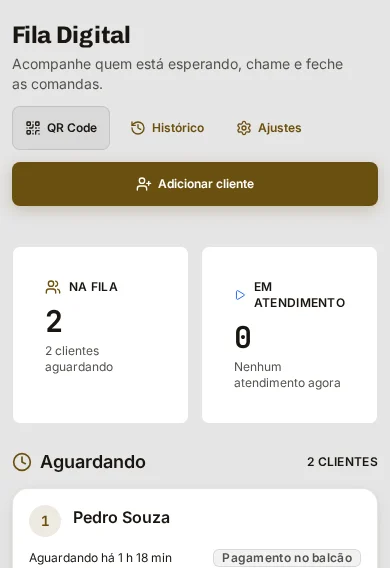 Fila Digital
Acompanhe quem está esperando, chame e feche
as comandas.
QR Code
Histórico
Ajustes
Adicionar cliente
NA FILA
2
2 clientes
aguardando
EM
ATENDIMENTO
0
Nenhum
atendimento agora
Aguardando
2 CLIENTES
1
Pedro Souza
Aguardando há 1 h 18 min
Pagamento no balcão